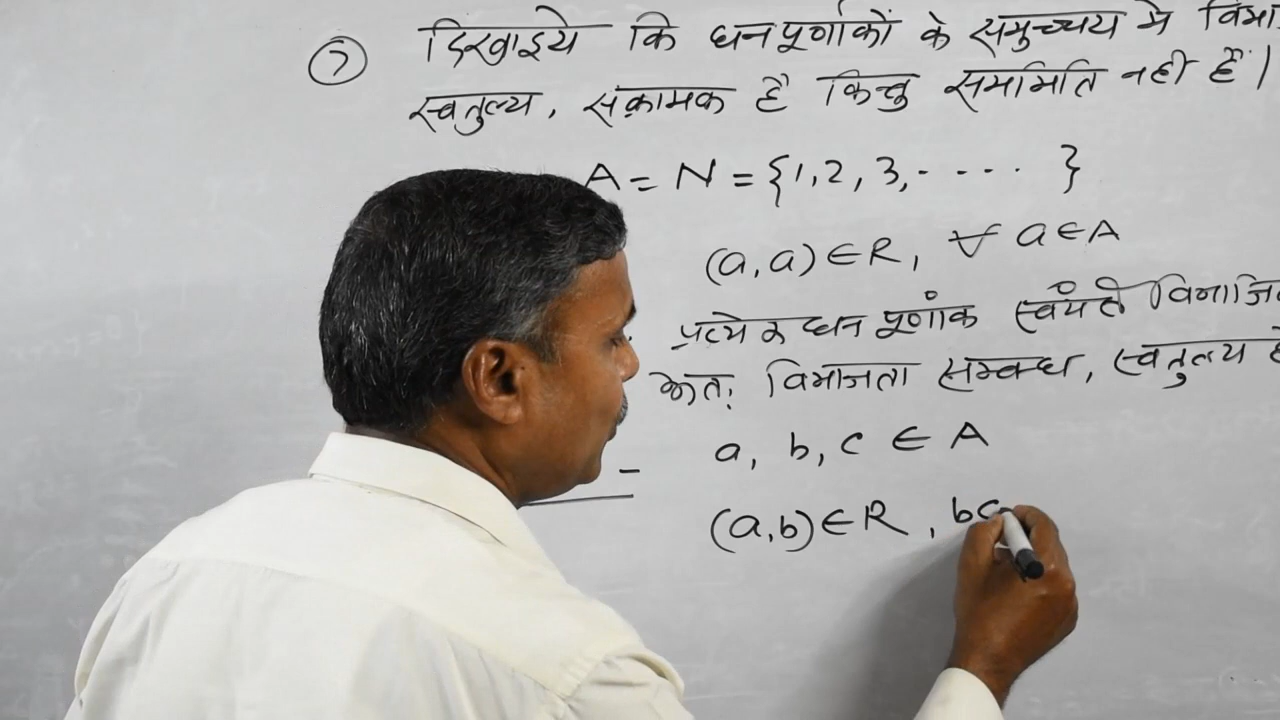 7 दिखाइये कि धनपूर्णाकों के समुच्चय मे विभा
स्वतुल्य, संक्रामक है किन्तु सममिति नही है।
A = N = {1, 2, 3, - - - - }
(a, a) ∈ R, ∀ a ∈ A
प्रत्येक धन पूर्णांक स्वंयंसे विभाजि
अतः विभाजता सम्बन्ध, स्वतुल्य है
a, b, c ∈ A
(a, b) ∈ R, bc